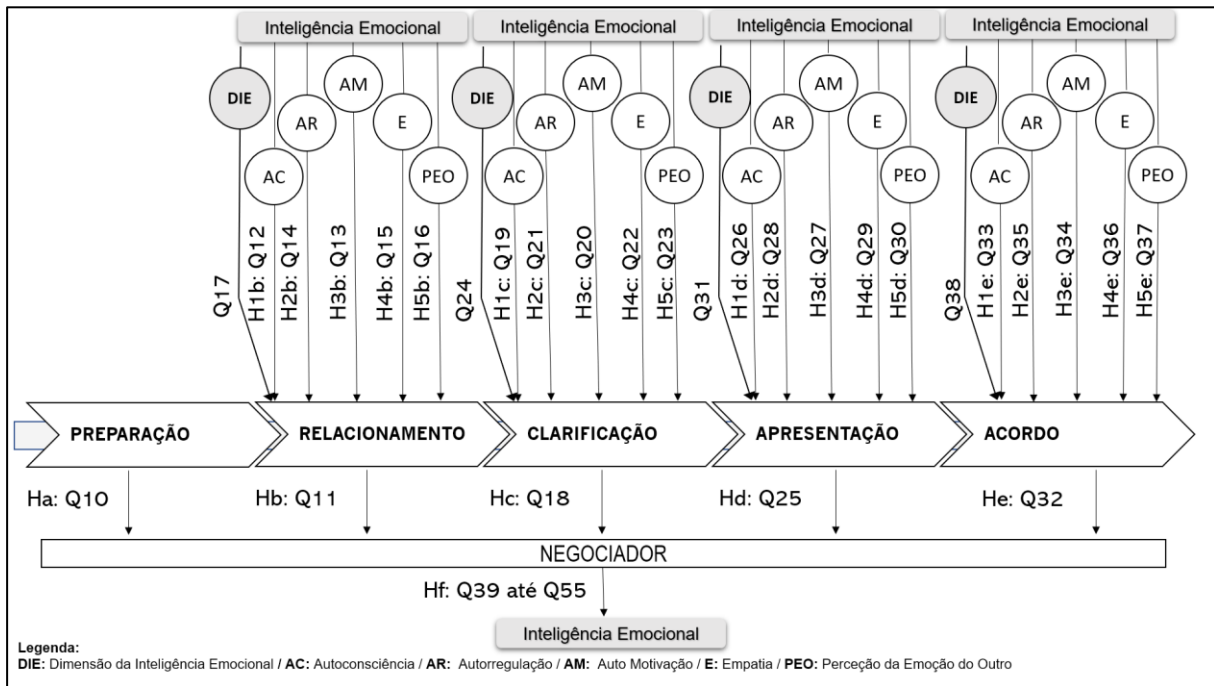 Inteligência Emocional Inteligência Emocional Inteligência Emocional Inteligência Emocional
DIE AC AR AM E PEO DIE AC AR AM E PEO DIE AC AR AM E PEO DIE AC AR AM E PEO
Q17
H1b: Q12
H2b: Q14
H3b: Q13
H4b: Q15
H5b: Q16
Q24
H1c: Q19
H2c: Q21
H3c: Q20
H4c: Q22
H5c: Q23
Q31
H1d: Q26
H2d: Q28
H3d: Q27
H4d: Q29
H5d: Q30
Q38
H1e: Q33
H2e: Q35
H3e: Q34
H4e: Q36
H5e: Q37
PREPARAÇÃO RELACIONAMENTO CLARIFICAÇÃO APRESENTAÇÃO ACORDO
Ha: Q10 Hb: Q11 Hc: Q18 Hd: Q25 He: Q32
NEGOCIADOR
Hf: Q39 até Q55
Inteligência Emocional
Legenda:
DIE: Dimensão da Inteligência Emocional / AC: Autoconsciência / AR: Autorregulação / AM: Auto Motivação / E: Empatia / PEO: Perceção da Emoção do Outro